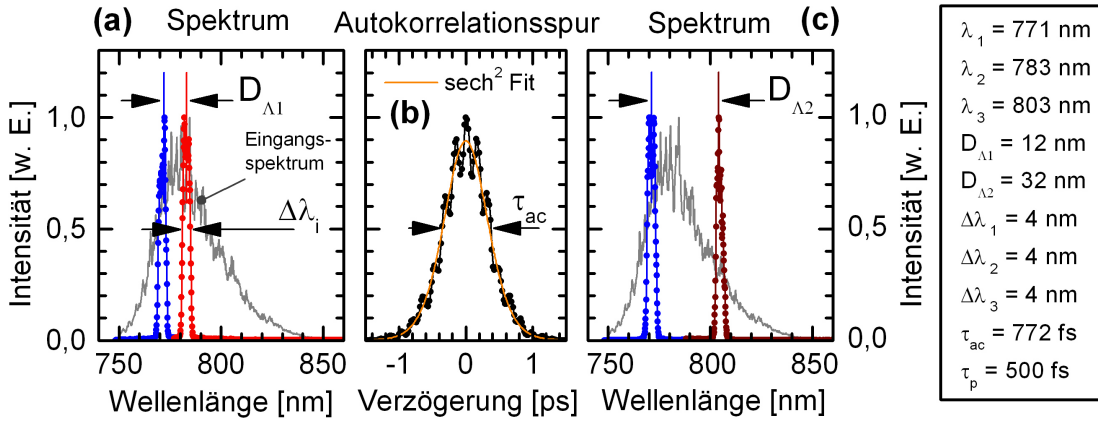 (a) Spektrum
Autokorrelationsspur
Spektrum (c)
D_Λ1
Eingangs-
spektrum
Δλ_i
sech² Fit
(b)
τ_ac
D_Λ2
Intensität [w. E.]
1,0
0,5
0,0
750 800 850
Wellenlänge [nm]
-1 0 1
Verzögerung [ps]
750 800 850
Wellenlänge [nm]
1,0
0,5
0,0
Intensität [w. E.]
λ_1 = 771 nm
λ_2 = 783 nm
λ_3 = 803 nm
D_Λ1 = 12 nm
D_Λ2 = 32 nm
Δλ_1 = 4 nm
Δλ_2 = 4 nm
Δλ_3 = 4 nm
τ_ac = 772 fs
τ_p = 500 fs